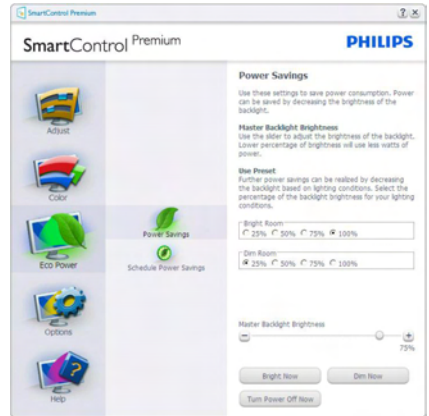 SmartControl Premium
? ×
SmartControl Premium
PHILIPS
Adjust
Color
Eco Power
Options
Help
Power Savings
Schedule Power Savings
Power Savings
Use these settings to save power consumption. Power
can be saved by decreasing the brightness of the
backlight.
Master Backlight Brightness
Use the slider to adjust the brightness of the backlight.
Lower percentage of brightness will use less watts of
power.
Use Preset
Further power savings can be realized by decreasing
the backlight based on lighting conditions. Select the
percentage of the backlight brightness for your lighting
conditions.
Bright Room
25% 50% 75% 100%
Dim Room
25% 50% 75% 100%
Master Backlight Brightness
75%
Bright Now Dim Now
Turn Power Off Now